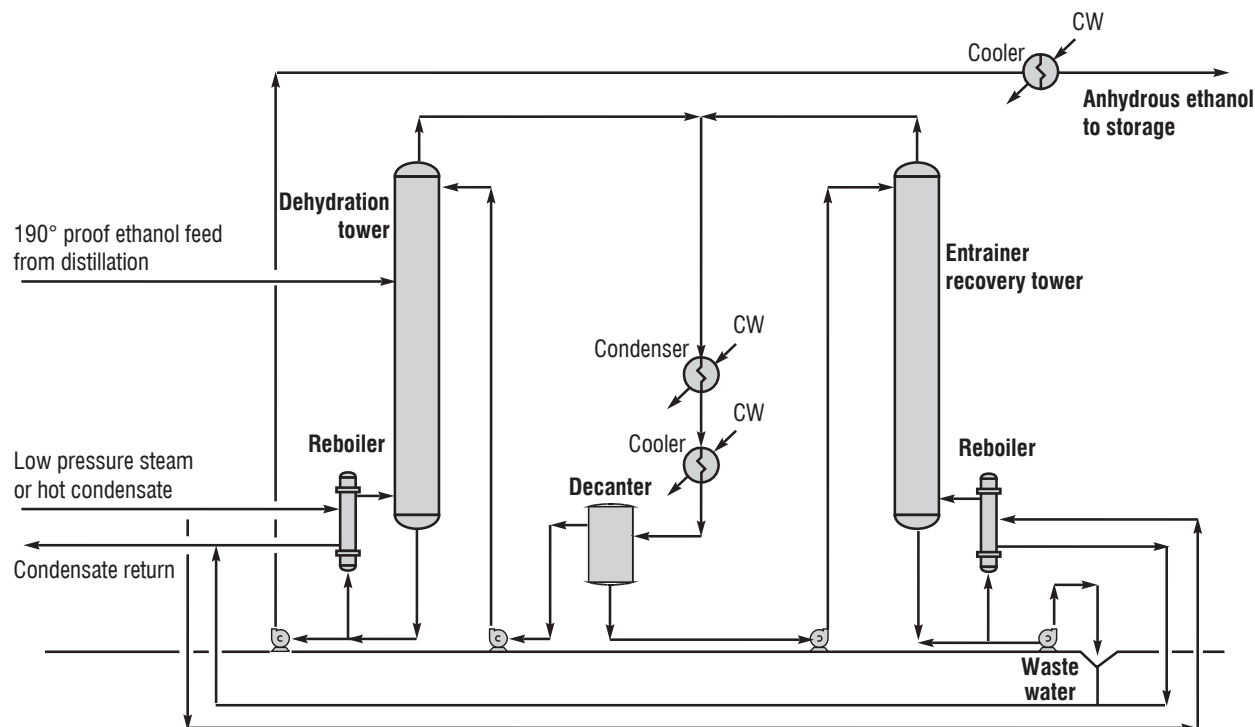 CW
Cooler
Anhydrous ethanol
to storage
Dehydration
tower
190° proof ethanol feed
from distillation
Entrainer
recovery tower
CW
Condenser
CW
Cooler
Reboiler
Reboiler
Low pressure steam
or hot condensate
Decanter
Condensate return
Waste
water